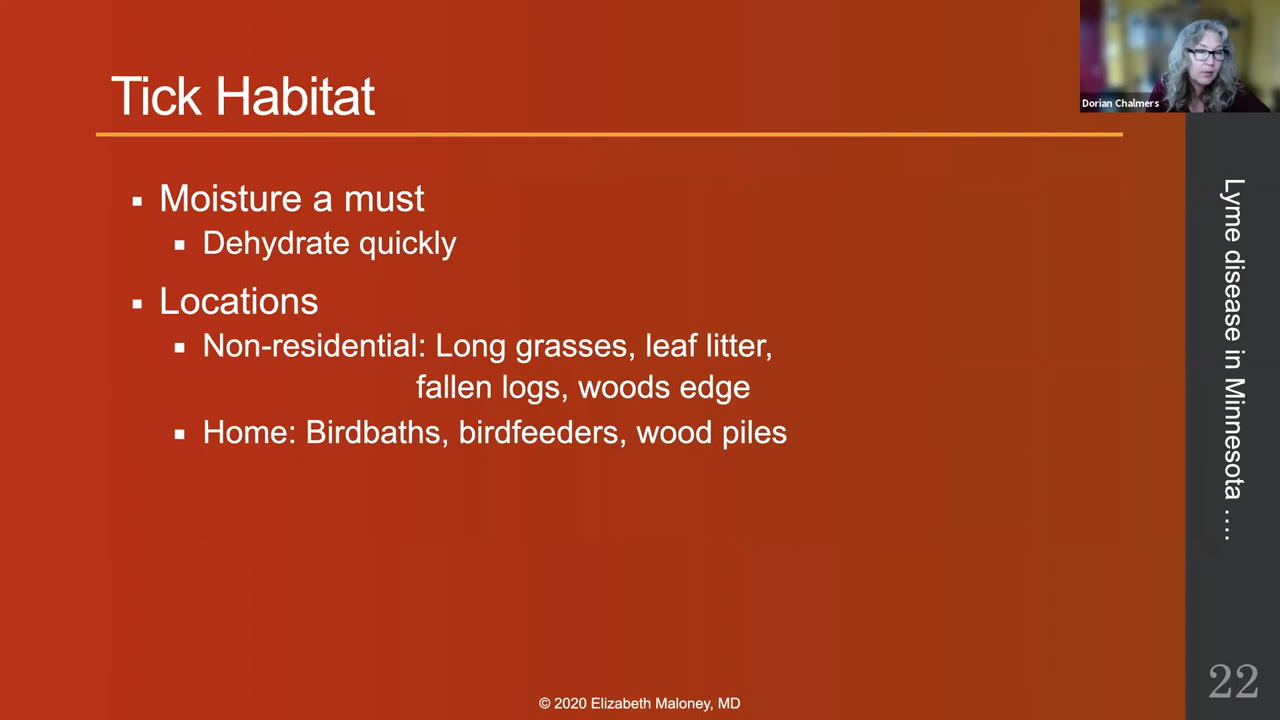 Tick Habitat
Dorian Chalmers
▪ Moisture a must
▪ Dehydrate quickly
▪ Locations
▪ Non-residential: Long grasses, leaf litter,
fallen logs, woods edge
▪ Home: Birdbaths, birdfeeders, wood piles
Lyme disease in Minnesota ....
© 2020 Elizabeth Maloney, MD
22